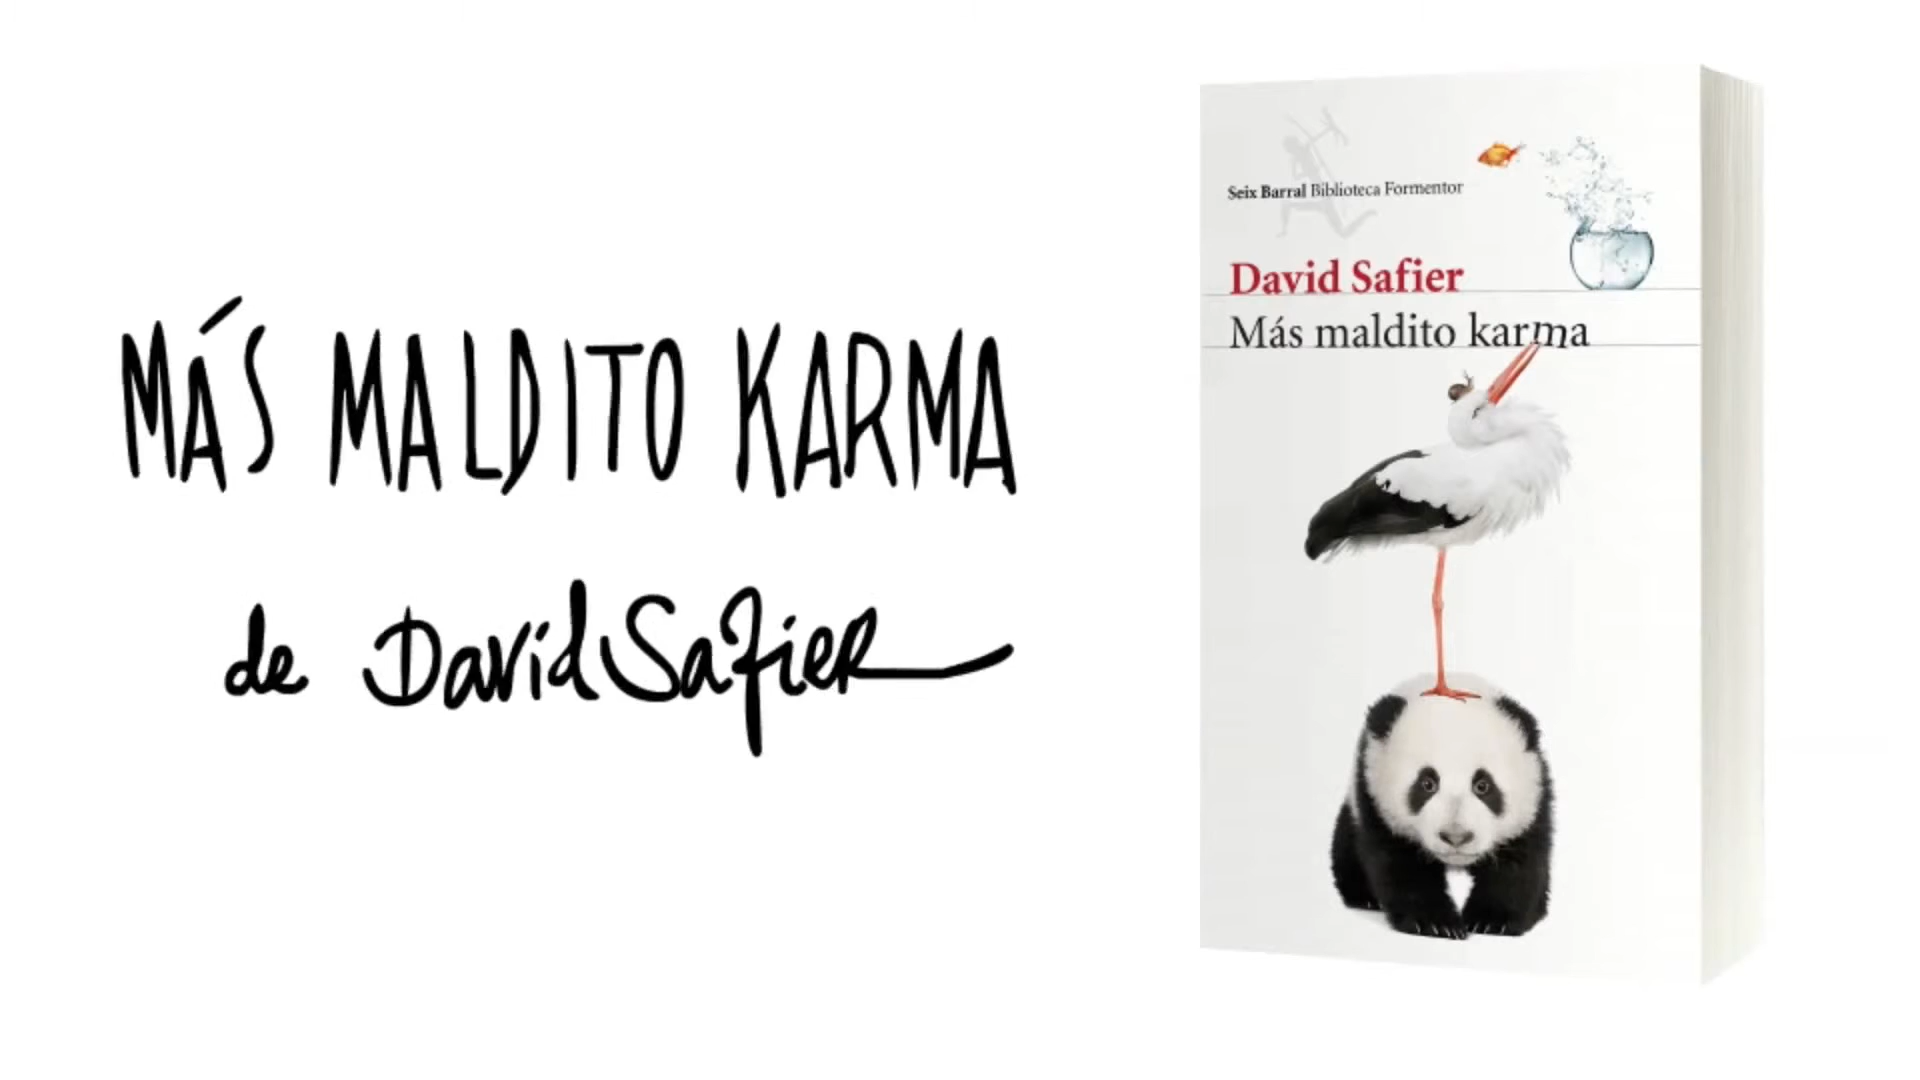 MÁS MALDITO KARMA
de David Safier
Seix Barral Biblioteca Formentor
David Safier
Más maldito karma